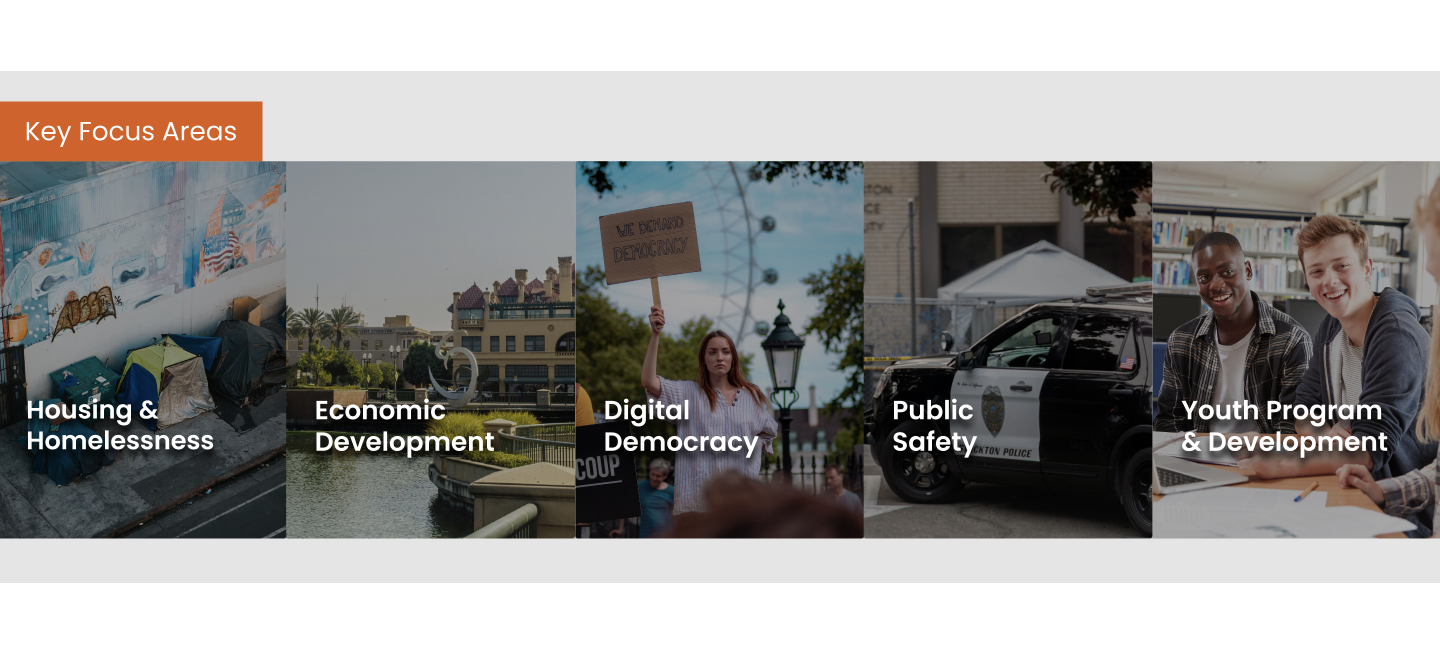 Key Focus Areas
Housing &
Homelessness
Economic
Development
WE DEMAND
DEMOCRACY
COUP
Digital
Democracy
Public
Safety
CKTON POLICE
Youth Program
& Development